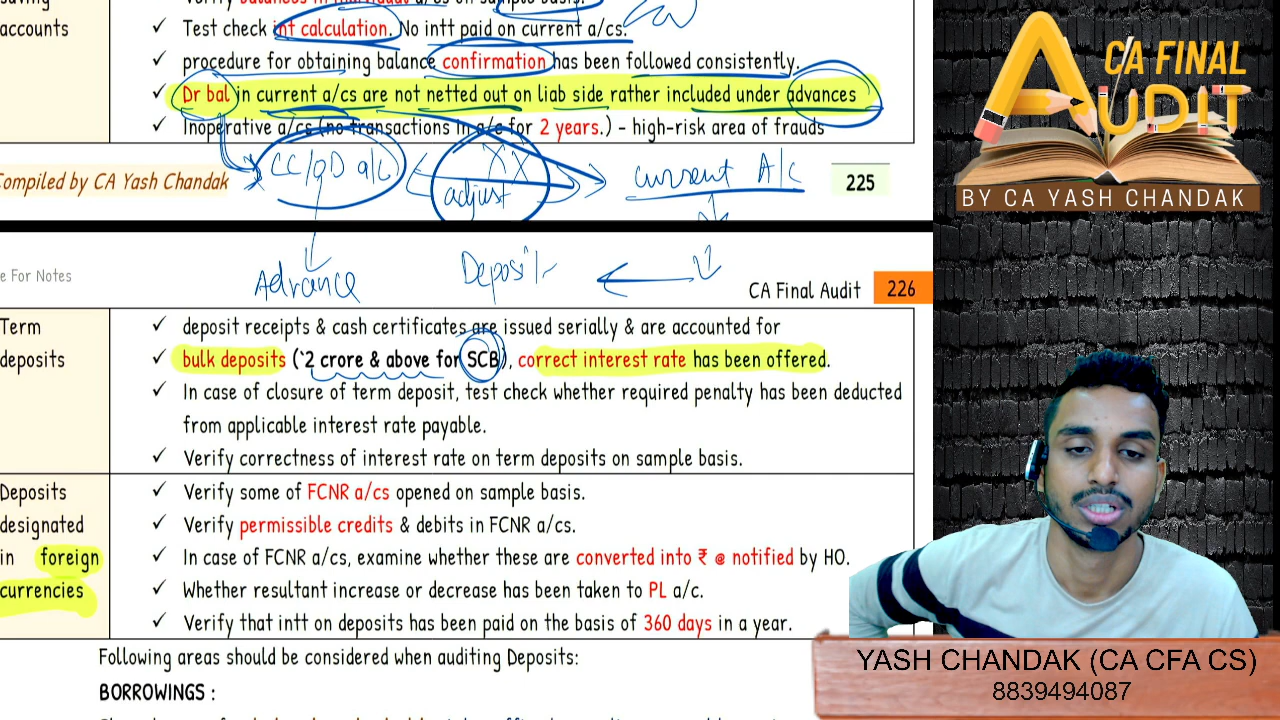 accounts
✓ Test check int calculation. No intt paid on current a/cs.
✓ procedure for obtaining balance confirmation has been followed consistently.
✓ Dr bal in current a/cs are not netted out on liab side rather included under advances
✓ Inoperative a/cs (no transactions in a/c for 2 years.) – high-risk area of frauds
CC/OD a/c
XX
adjust
current A/c
Compiled by CA Yash Chandak
225
Advance
Deposit
e For Notes
CA Final Audit
226
Term
deposits
✓ deposit receipts & cash certificates are issued serially & are accounted for
✓ bulk deposits (`2 crore & above for SCB), correct interest rate has been offered.
✓ In case of closure of term deposit, test check whether required penalty has been deducted
from applicable interest rate payable.
✓ Verify correctness of interest rate on term deposits on sample basis.
Deposits
designated
in foreign
currencies
✓ Verify some of FCNR a/cs opened on sample basis.
✓ Verify permissible credits & debits in FCNR a/cs.
✓ In case of FCNR a/cs, examine whether these are converted into ₹ @ notified by HO.
✓ Whether resultant increase or decrease has been taken to PL a/c.
✓ Verify that intt on deposits has been paid on the basis of 360 days in a year.
Following areas should be considered when auditing Deposits:
BORROWINGS :
CA FINAL
AUDIT
BY CA YASH CHANDAK
YASH CHANDAK (CA CFA CS)
8839494087